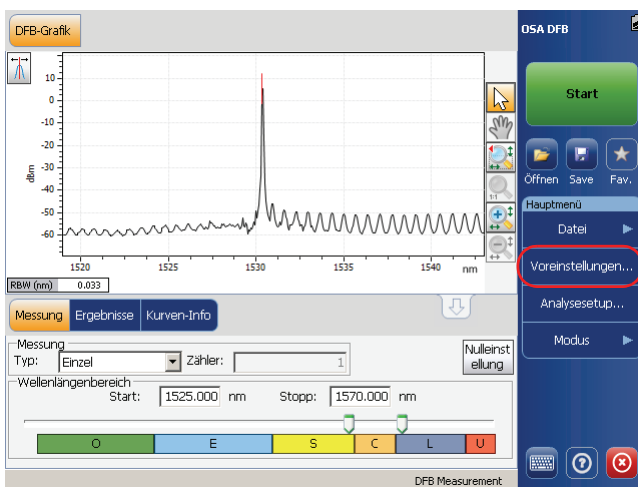 DFB-Grafik
OSA DFB
10
0
-10
-20
-30
-40
-50
-60
dBm
1520
1525
1530
1535
1540
nm
RBW (nm)
0.033
1:1
Start
Öffnen
Save
Fav.
Hauptmenü
Datei
Voreinstellungen...
Analysesetup...
Modus
Messung
Ergebnisse
Kurven-Info
Messung
Typ:
Einzel
Zähler:
1
Nulleinst
ellung
Wellenlängenbereich
Start:
1525.000
nm
Stopp:
1570.000
nm
O
E
S
C
L
U
DFB Measurement
?